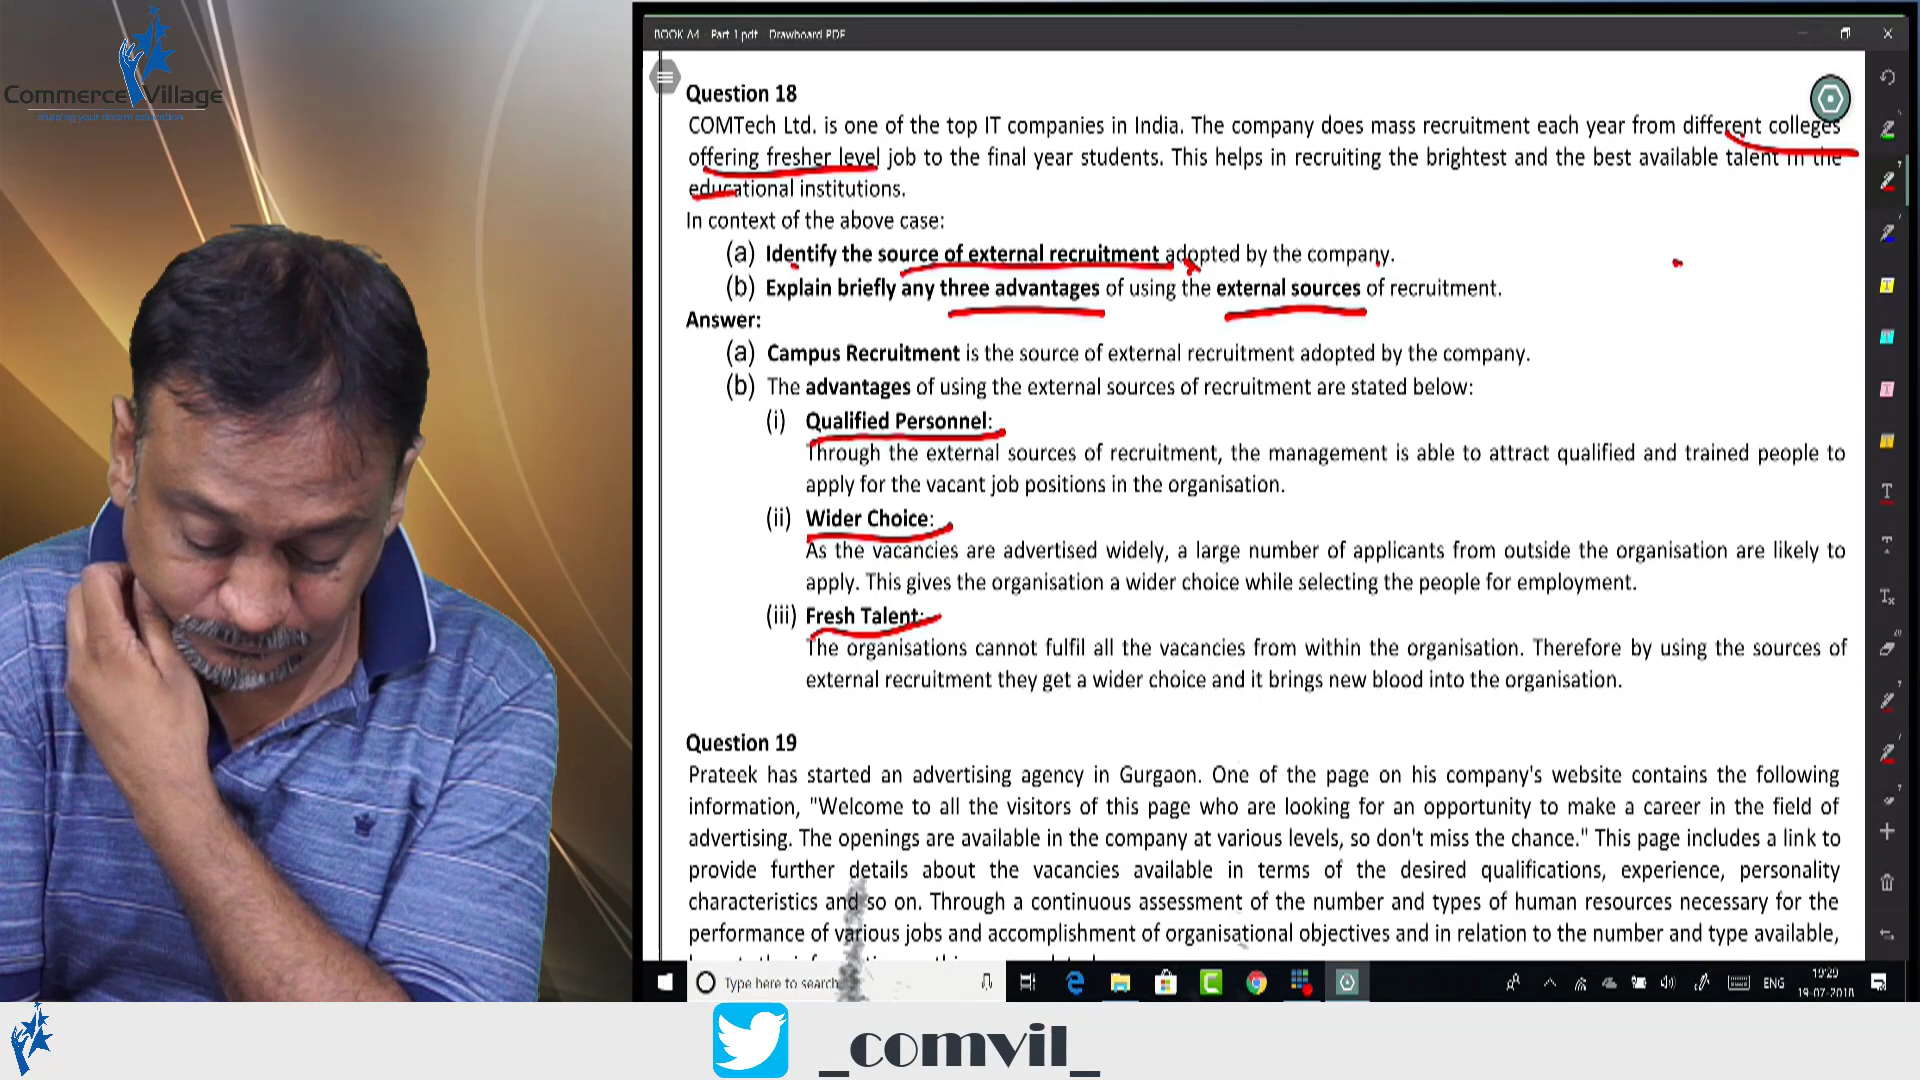 Commerce Village
BOOK A4 - Part 1.pdf - Drawboard PDF
Question 18
COMTech Ltd. is one of the top IT companies in India. The company does mass recruitment each year from different colleges
offering fresher level job to the final year students. This helps in recruiting the brightest and the best available talent in the
educational institutions.
In context of the above case:
(a) Identify the source of external recruitment adopted by the company.
(b) Explain briefly any three advantages of using the external sources of recruitment.
Answer:
(a) Campus Recruitment is the source of external recruitment adopted by the company.
(b) The advantages of using the external sources of recruitment are stated below:
(i) Qualified Personnel:
Through the external sources of recruitment, the management is able to attract qualified and trained people to
apply for the vacant job positions in the organisation.
(ii) Wider Choice:
As the vacancies are advertised widely, a large number of applicants from outside the organisation are likely to
apply. This gives the organisation a wider choice while selecting the people for employment.
(iii) Fresh Talent:
The organisations cannot fulfil all the vacancies from within the organisation. Therefore by using the sources of
external recruitment they get a wider choice and it brings new blood into the organisation.
Question 19
Prateek has started an advertising agency in Gurgaon. One of the page on his company's website contains the following
information, "Welcome to all the visitors of this page who are looking for an opportunity to make a career in the field of
advertising. The openings are available in the company at various levels, so don't miss the chance." This page includes a link to
provide further details about the vacancies available in terms of the desired qualifications, experience, personality
characteristics and so on. Through a continuous assessment of the number and types of human resources necessary for the
performance of various jobs and accomplishment of organisational objectives and in relation to the number and type available,
Type here to search
ENG
19:29
19-07-2018
_comvil_